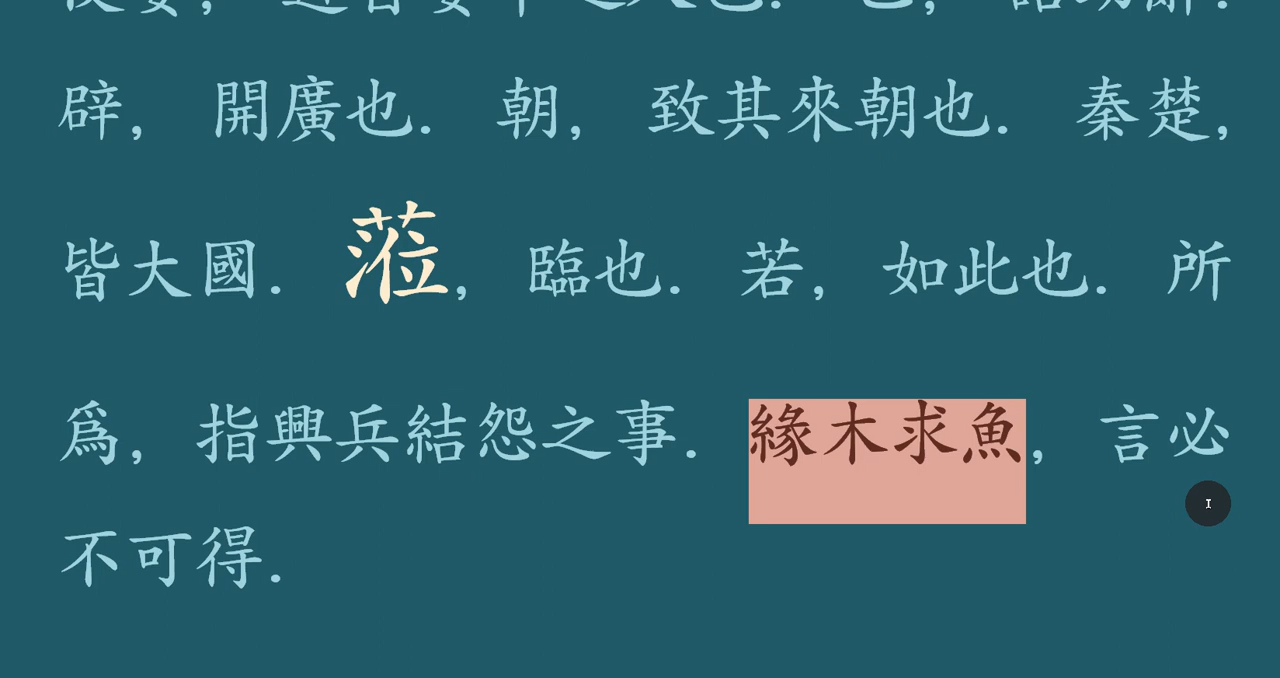 辟, 開廣也. 朝, 致其來朝也. 秦楚,
皆大國. 蒞, 臨也. 若, 如此也. 所
爲, 指興兵結怨之事. 緣木求魚, 言必
不可得.